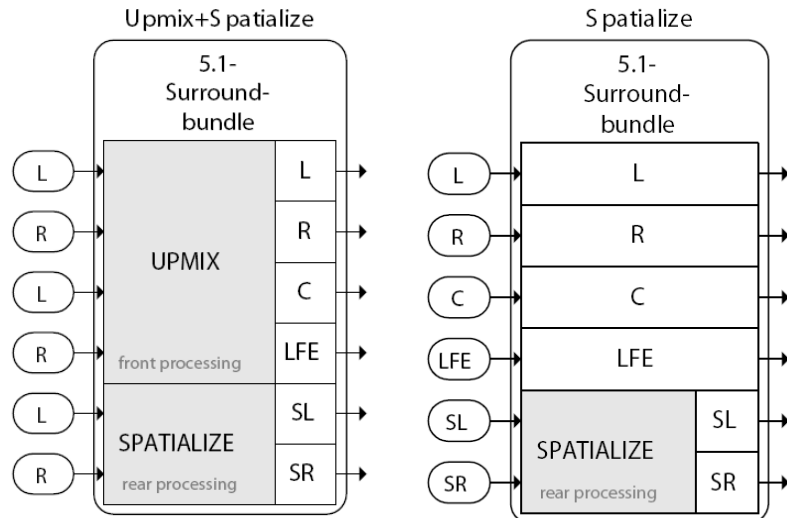 Upmix+Spatialize
5.1-
Surround-
bundle
L
L
R
R
UPMIX
L
C
R
front processing
LFE
L
SL
SPATIALIZE
R
rear processing
SR
Spatialize
5.1-
Surround-
bundle
L
L
R
R
C
C
LFE
LFE
SL
SL
SPATIALIZE
SR
rear processing
SR